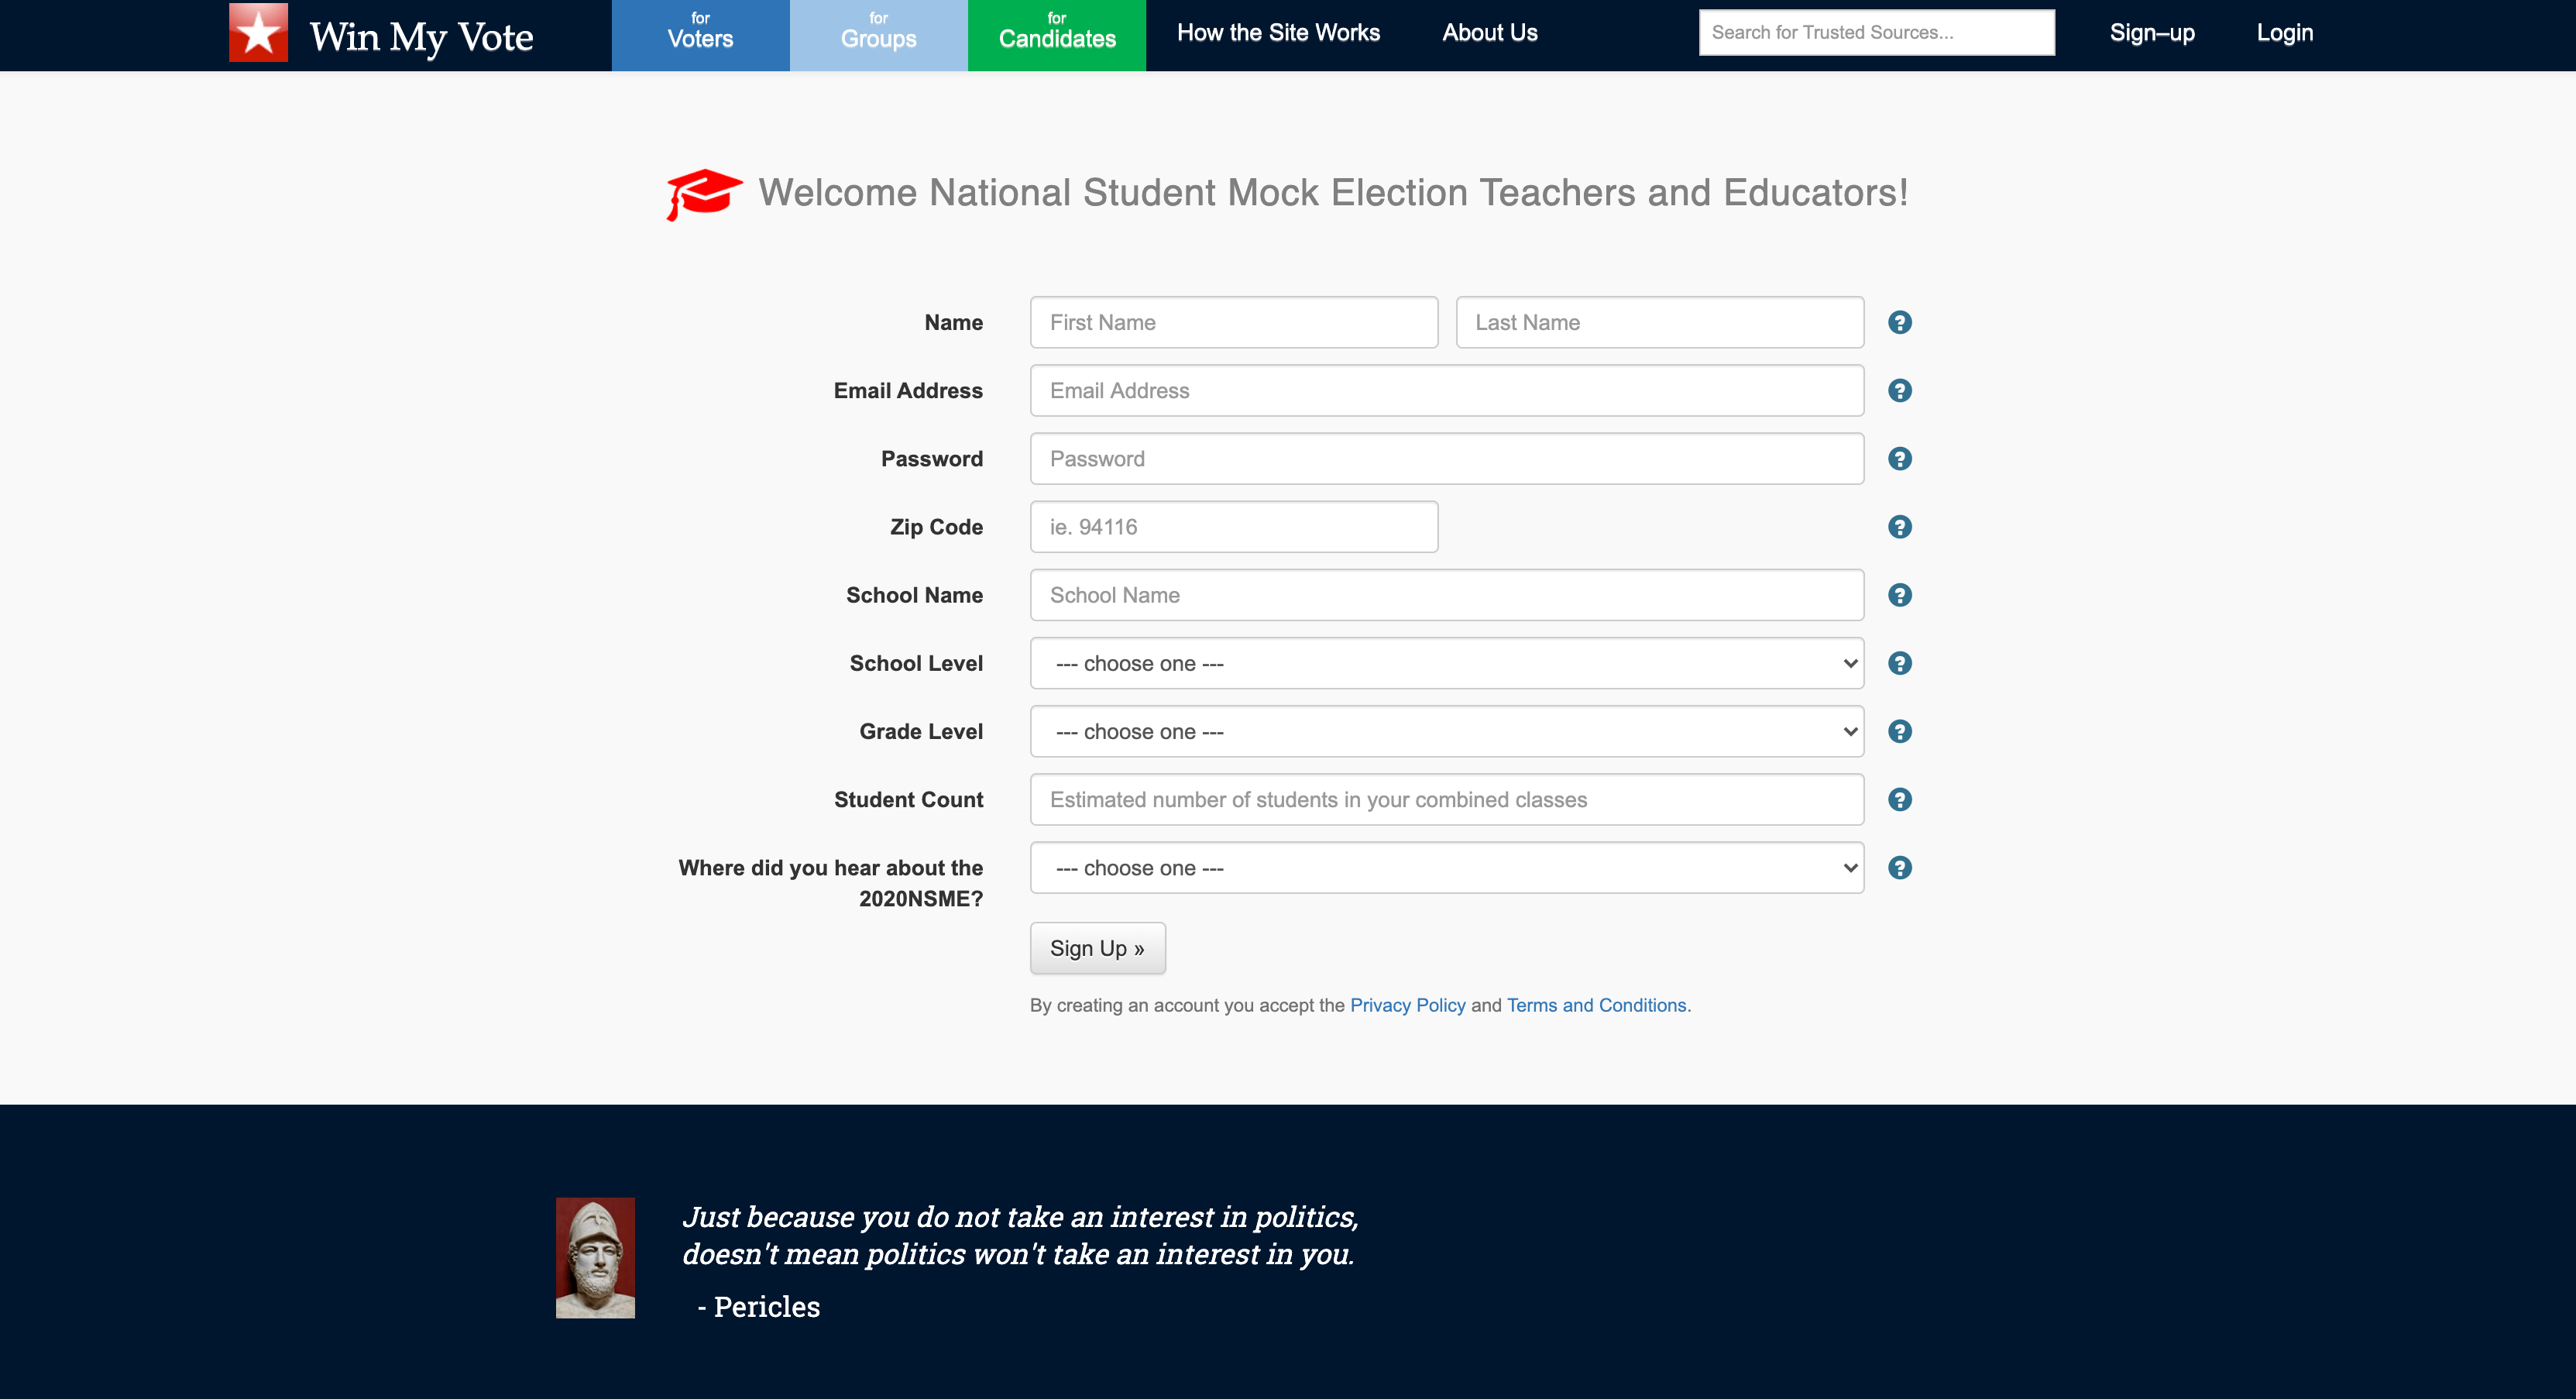 Win My Vote
for
Voters
for
Groups
for
Candidates
How the Site Works
About Us
Search for Trusted Sources...
Sign–up
Login
Welcome National Student Mock Election Teachers and Educators!
Name
First Name
Last Name
?
Email Address
Email Address
?
Password
Password
?
Zip Code
ie. 94116
?
School Name
School Name
?
School Level
--- choose one ---
?
Grade Level
--- choose one ---
?
Student Count
Estimated number of students in your combined classes
?
Where did you hear about the
2020NSME?
--- choose one ---
?
Sign Up »
By creating an account you accept the Privacy Policy and Terms and Conditions.
Just because you do not take an interest in politics,
doesn't mean politics won't take an interest in you.
- Pericles